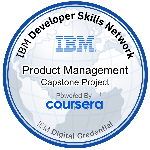 IBM Developer Skills Network
IBM
Product Management
Capstone Project
Powered By
coursera
IBM Digital Credential